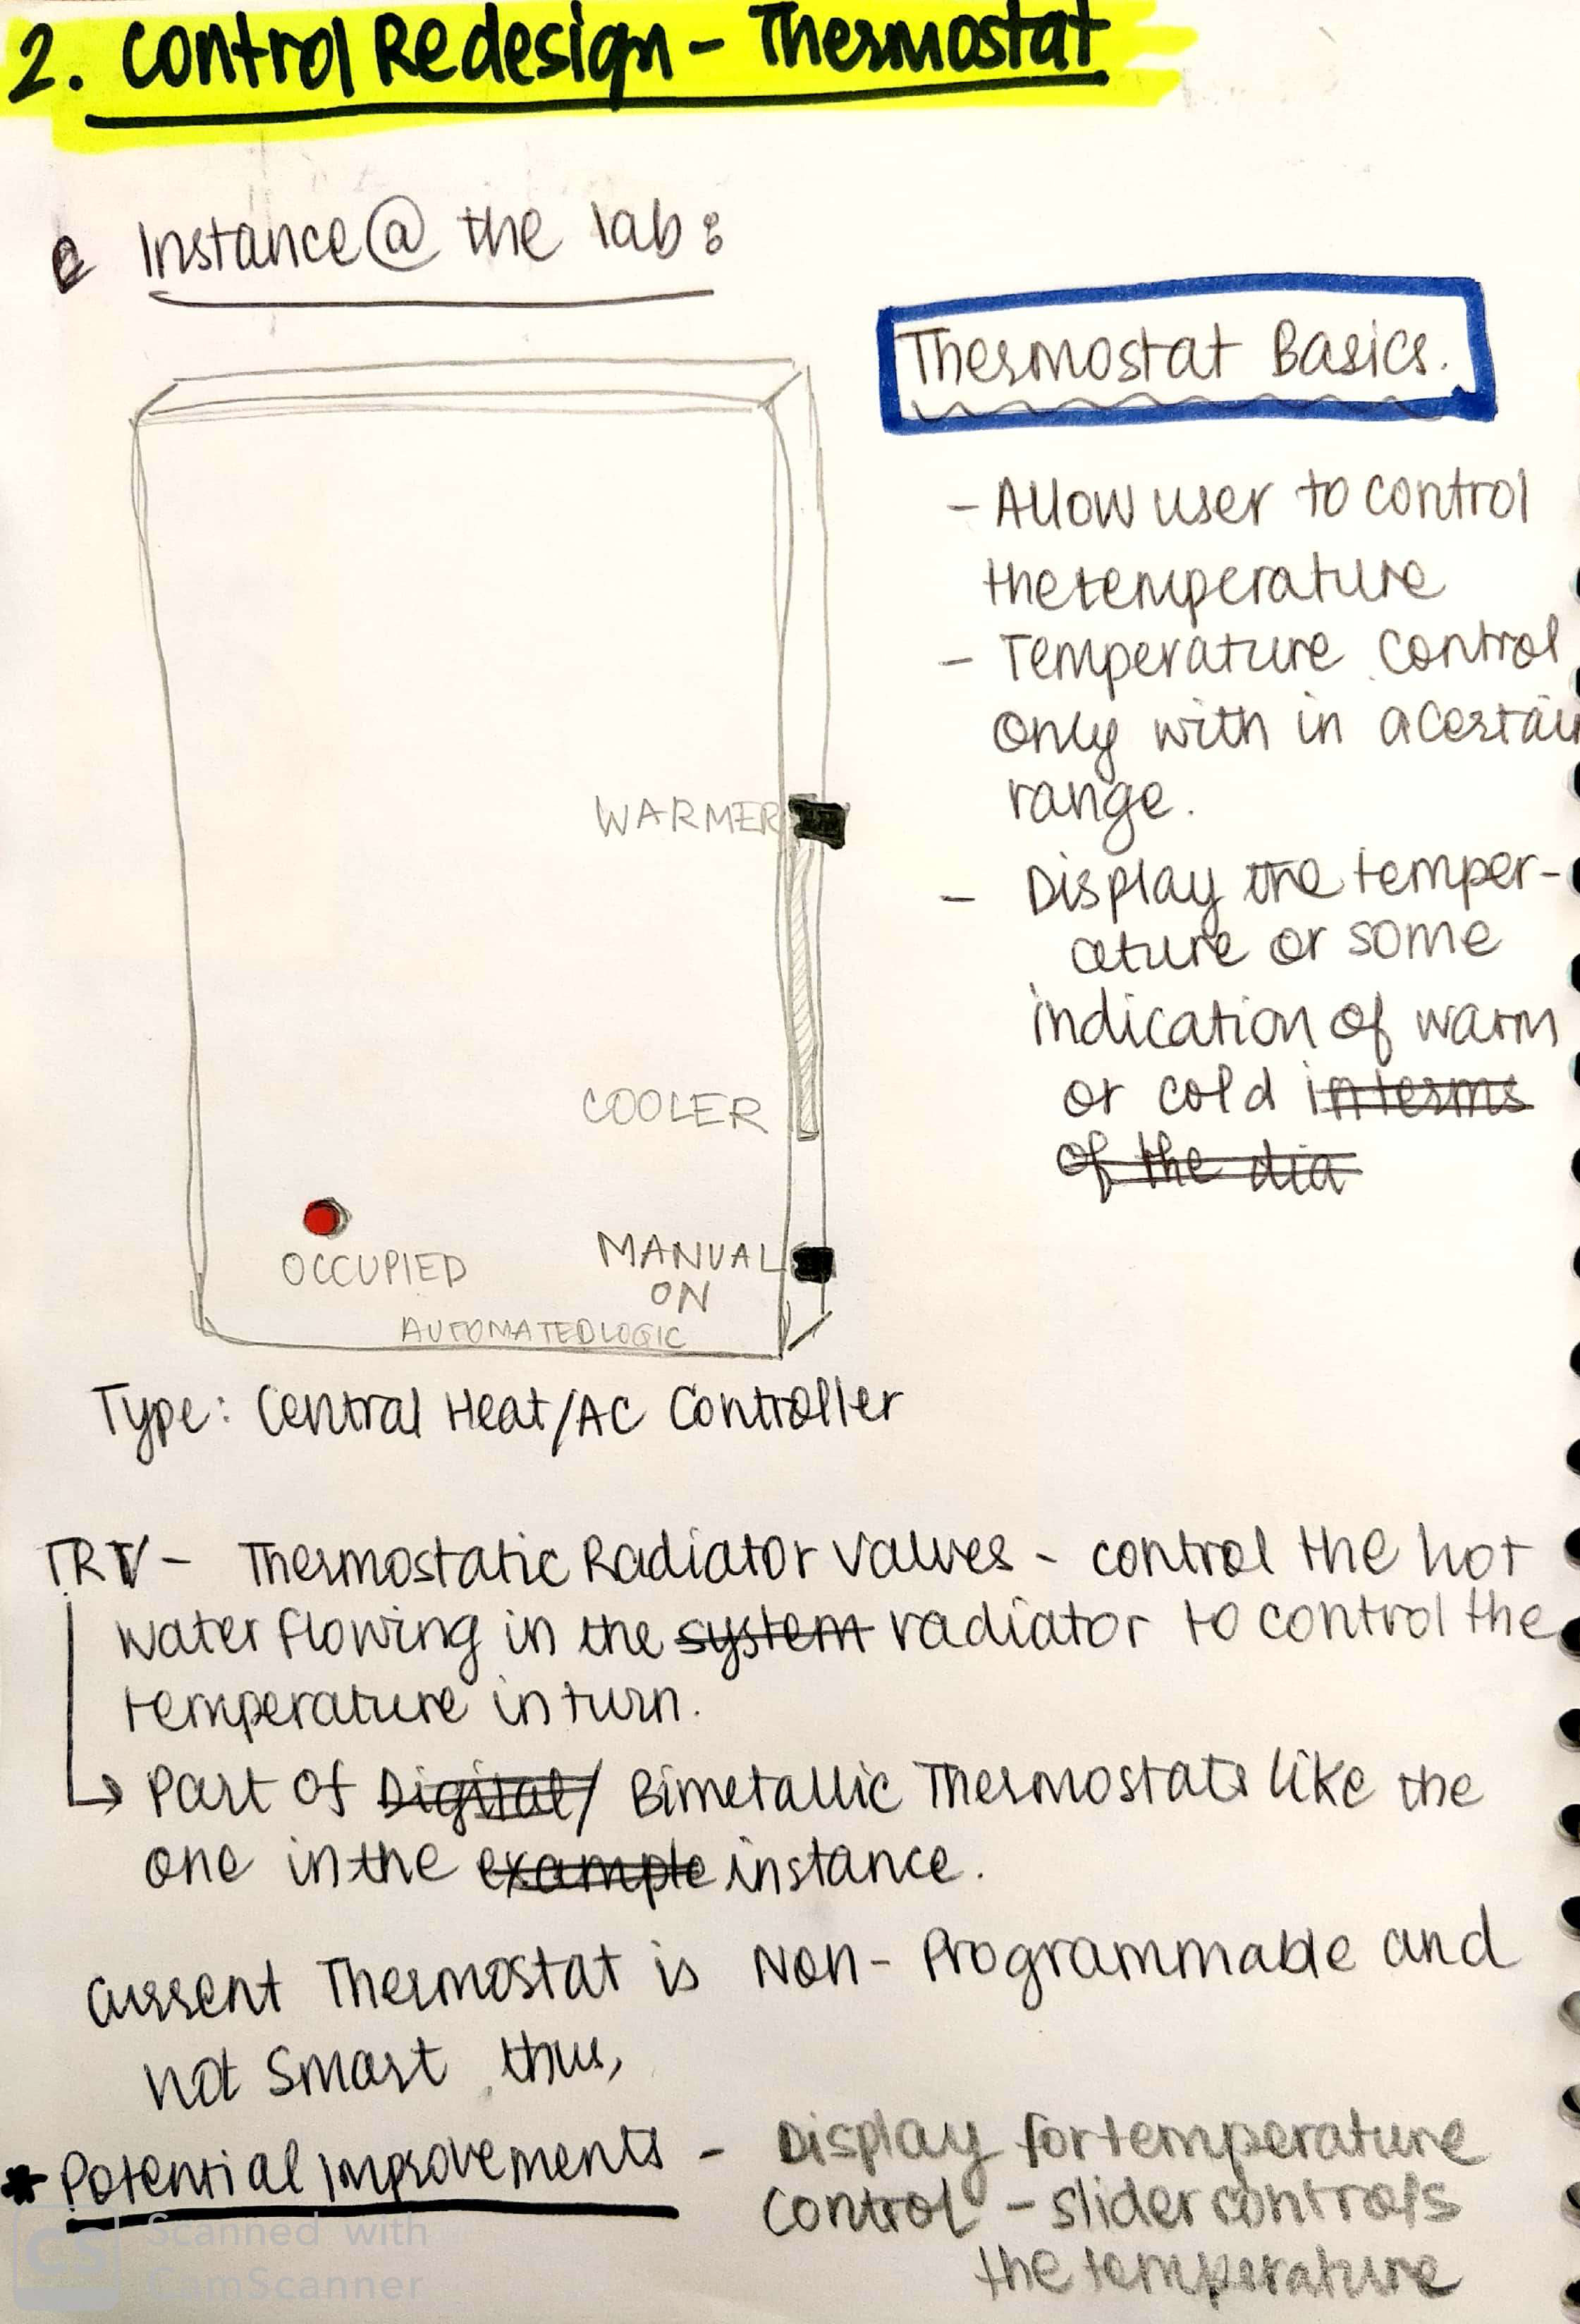 2. Control Redesign - Thermostat
Instance @ the lab:
Thermostat Basics.
- Allow user to control
the temperature
- Temperature control
only with in a certain
range.
- Display the temper-
ature or some
indication of warm
or cold in terms
of the dia
WARMER
COOLER
OCCUPIED
MANUAL
ON
AUTOMATEDLOGIC
Type: Central Heat/AC Controller
TRV - Thermostatic Radiator Valves - control the hot
water flowing in the system radiator to control the
temperature in turn.
→ Part of Digital/ Bimetallic Thermostats like the
one in the example instance.
Current Thermostat is Non-Programmable and
not Smart thus,
* Potential Improvements - Display for temperature
control - slider controls
the temperature
CS Scanned with
CamScanner